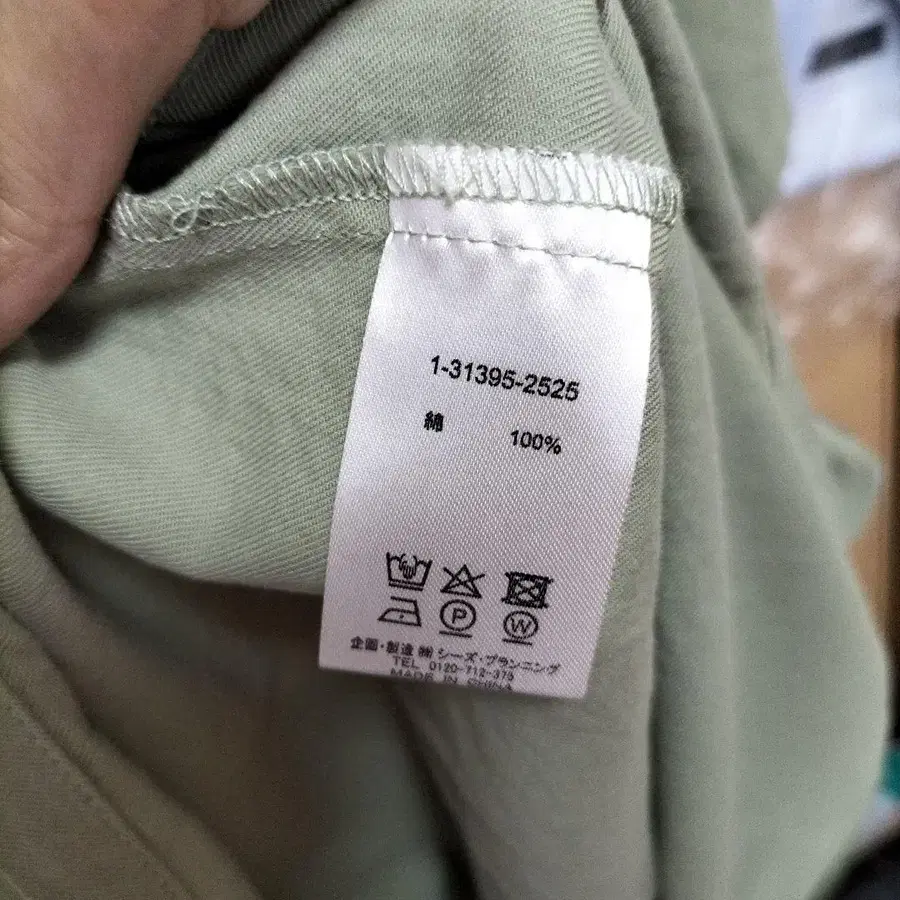 1-31395-2525
綿 100%
P W
企画・製造 ㈱ シーズ・プランニング
TEL 0120-712-375
MADE IN CHINA